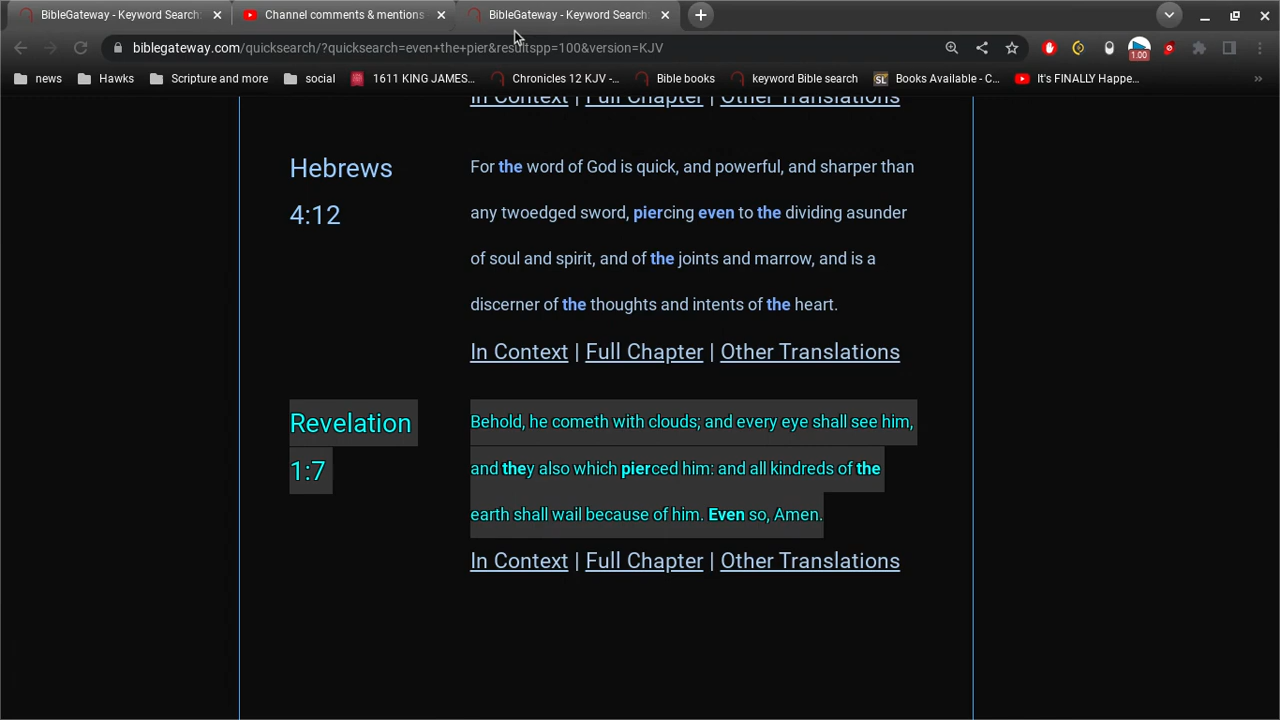 BibleGateway - Keyword Search:
Channel comments & mentions
BibleGateway - Keyword Search:
biblegateway.com/quicksearch/?quicksearch=even+the+pier&resultspp=100&version=KJV
1.00
news
Hawks
Scripture and more
social
1611 KING JAMES...
Chronicles 12 KJV -...
Bible books
keyword Bible search
SL
Books Available - C...
It's FINALLY Happe...
»
In Context | Full Chapter | Other Translations
Hebrews
4:12
For the word of God is quick, and powerful, and sharper than
any twoedged sword, piercing even to the dividing asunder
of soul and spirit, and of the joints and marrow, and is a
discerner of the thoughts and intents of the heart.
In Context | Full Chapter | Other Translations
Revelation
1:7
Behold, he cometh with clouds; and every eye shall see him,
and they also which pierced him: and all kindreds of the
earth shall wail because of him. Even so, Amen.
In Context | Full Chapter | Other Translations